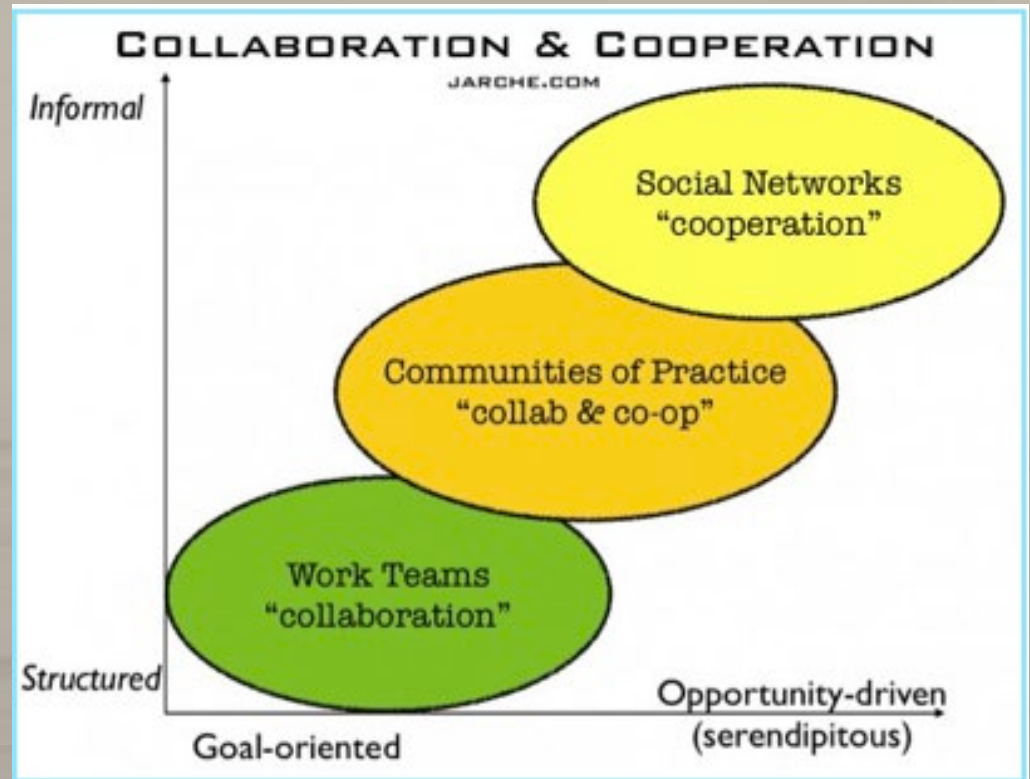 COLLABORATION & COOPERATION
JARCHE.COM
Informal
Social Networks
“cooperation”
Communities of Practice
“collab & co-op”
Work Teams
“collaboration”
Structured
Goal-oriented
Opportunity-driven
(serendipitous)